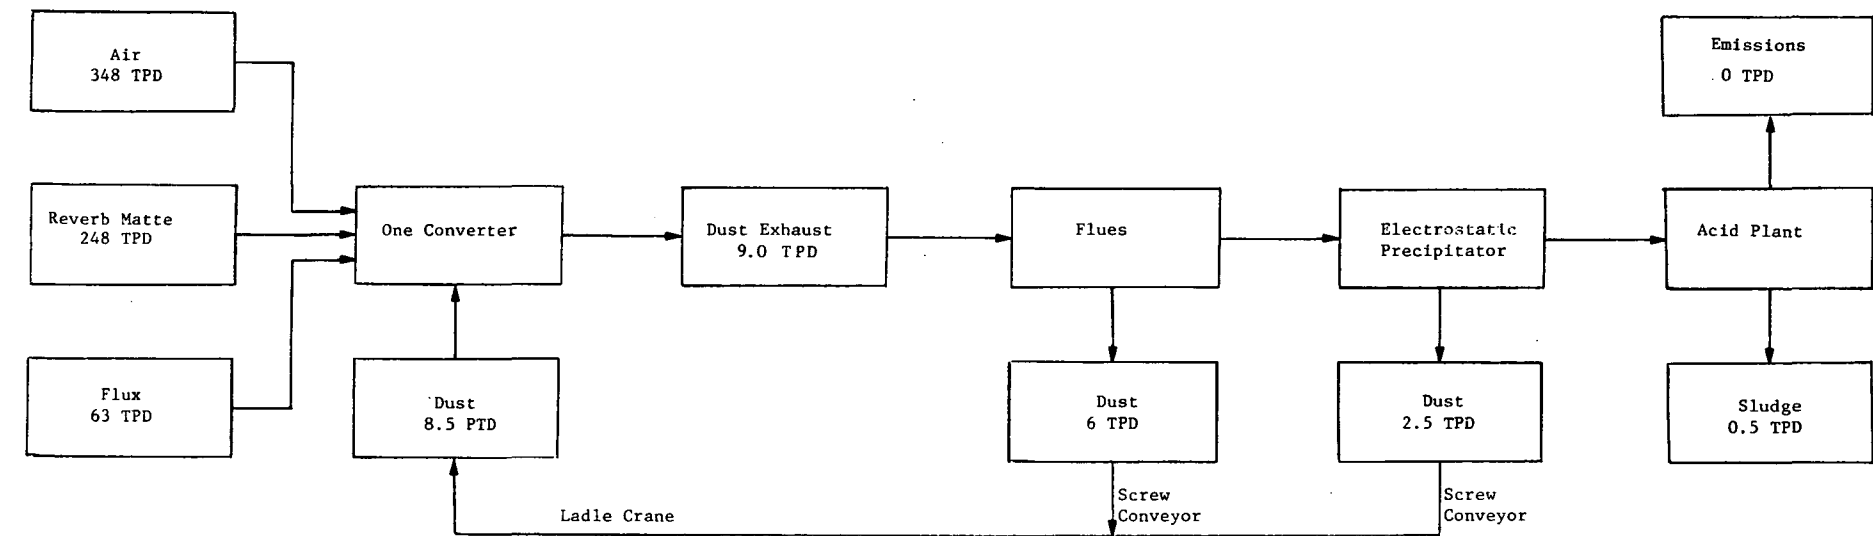 Air
348 TPD
Emissions
0 TPD
Reverb Matte
248 TPD
One Converter
Dust Exhaust
9.0 TPD
Flues
Electrostatic
Precipitator
Acid Plant
Flux
63 TPD
Dust
8.5 PTD
Dust
6 TPD
Dust
2.5 TPD
Sludge
0.5 TPD
Ladle Crane
Screw
Conveyor
Screw
Conveyor